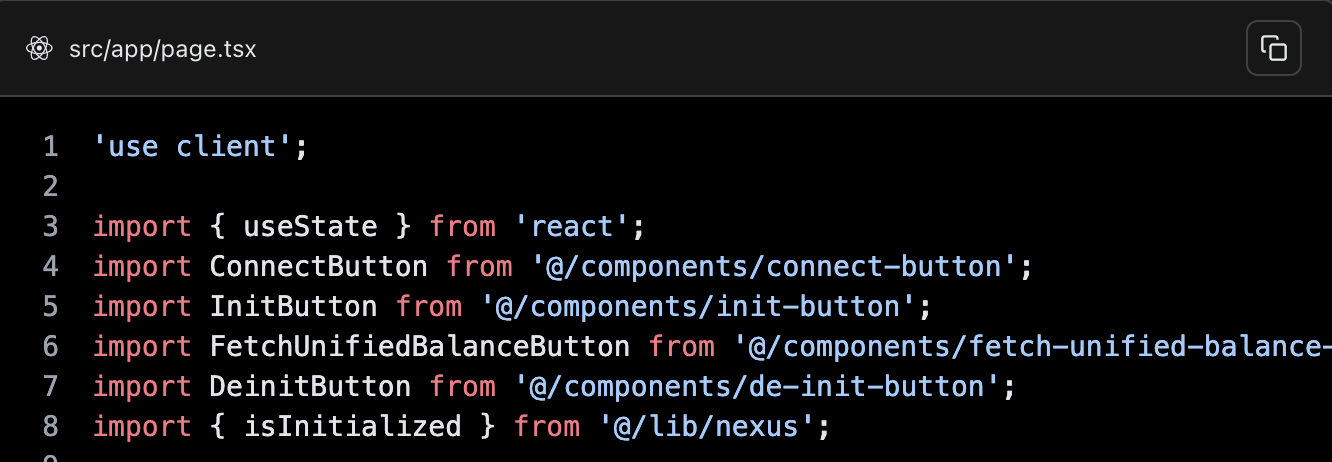 src/app/page.tsx
1 'use client';
2
3 import { useState } from 'react';
4 import ConnectButton from '@/components/connect-button';
5 import InitButton from '@/components/init-button';
6 import FetchUnifiedBalanceButton from '@/components/fetch-unified-balance-
7 import DeinitButton from '@/components/de-init-button';
8 import { isInitialized } from '@/lib/nexus';